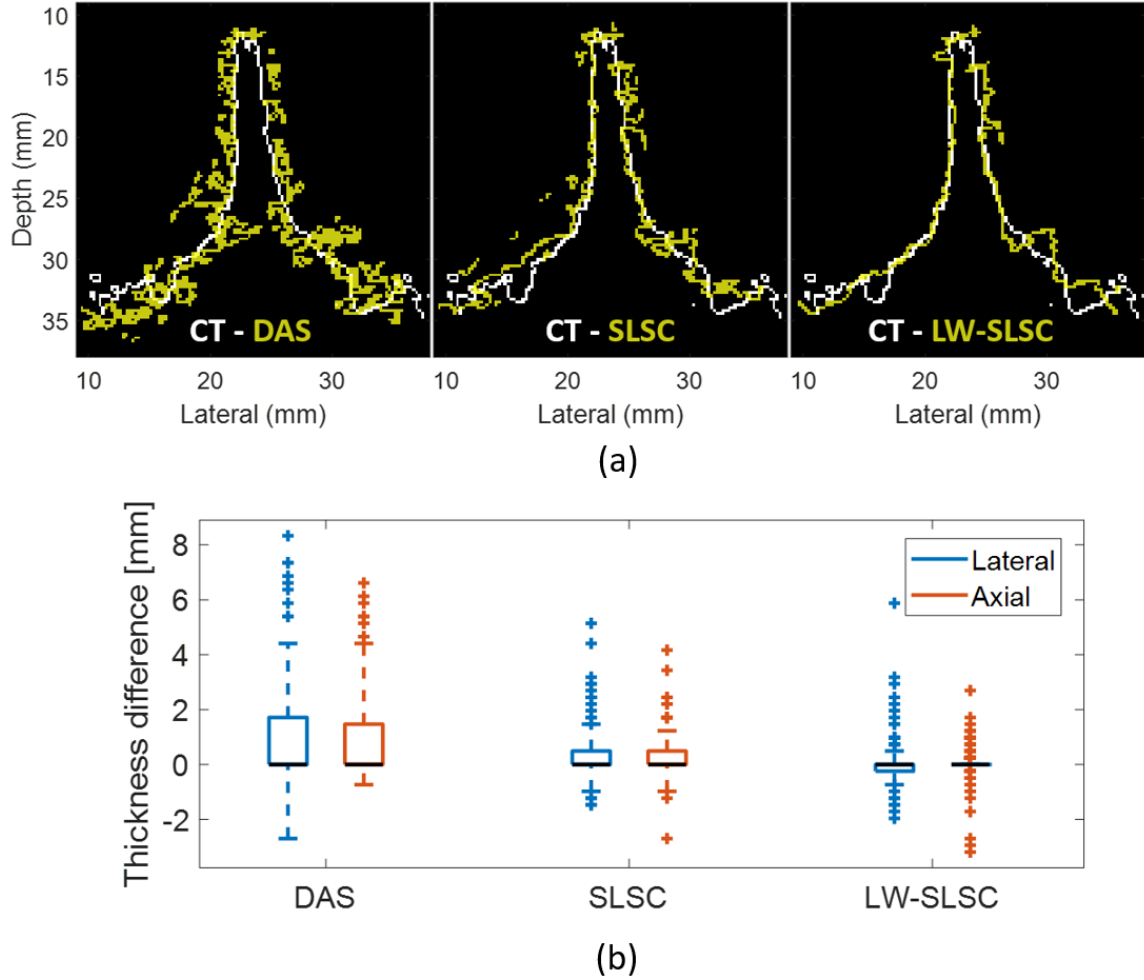 10
15
20
25
30
35
Depth (mm)
CT - DAS
CT - SLSC
CT - LW-SLSC
10 20 30
10 20 30
10 20 30
Lateral (mm)
Lateral (mm)
Lateral (mm)
(a)
Thickness difference [mm]
8
6
4
2
0
-2
Lateral
Axial
DAS
SLSC
LW-SLSC
(b)